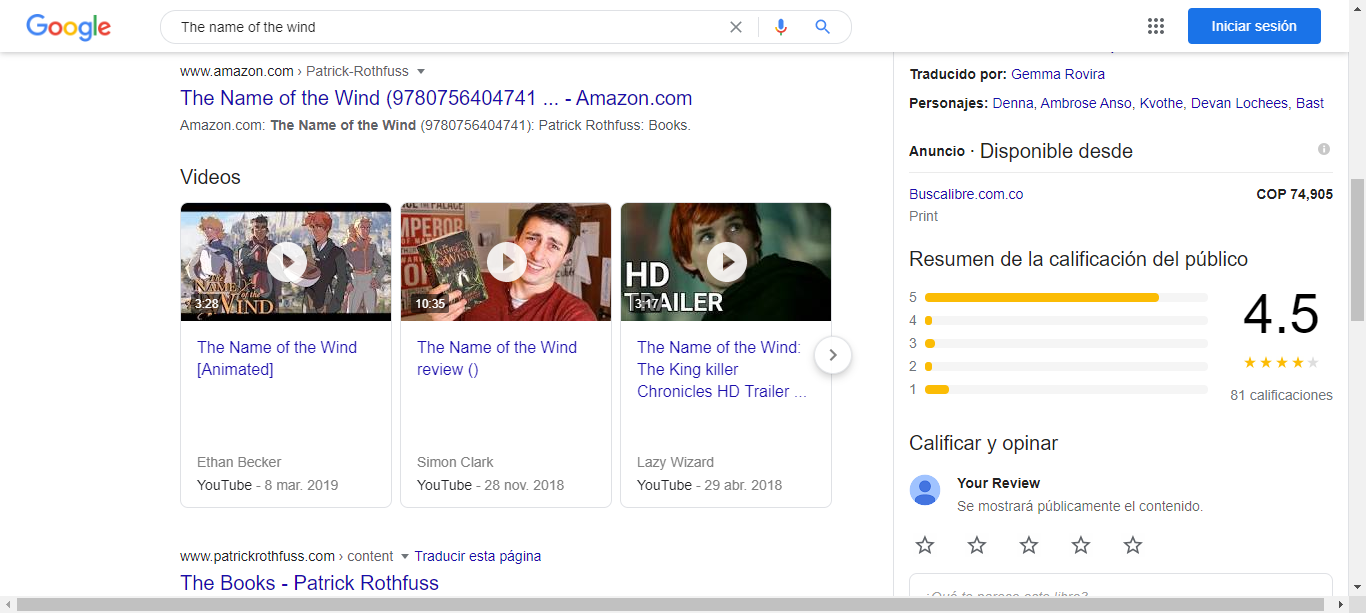 Google
The name of the wind
Iniciar sesión
www.amazon.com › Patrick-Rothfuss
The Name of the Wind (9780756404741 ... - Amazon.com
Amazon.com: The Name of the Wind (9780756404741): Patrick Rothfuss: Books.
Videos
THE NAME of the WIND
3:28
The Name of the Wind
[Animated]
Ethan Becker
YouTube - 8 mar. 2019
10:35
The Name of the Wind
review ()
Simon Clark
YouTube - 28 nov. 2018
HD
TRAILER
3:17
The Name of the Wind:
The King killer
Chronicles HD Trailer ...
Lazy Wizard
YouTube - 29 abr. 2018
www.patrickrothfuss.com › content Traducir esta página
The Books - Patrick Rothfuss
Traducido por: Gemma Rovira
Personajes: Denna, Ambrose Anso, Kvothe, Devan Lochees, Bast
Anuncio · Disponible desde
Buscalibre.com.co COP 74,905
Print
Resumen de la calificación del público
5
4
3
2
1
4.5
81 calificaciones
Calificar y opinar
Your Review
Se mostrará públicamente el contenido.